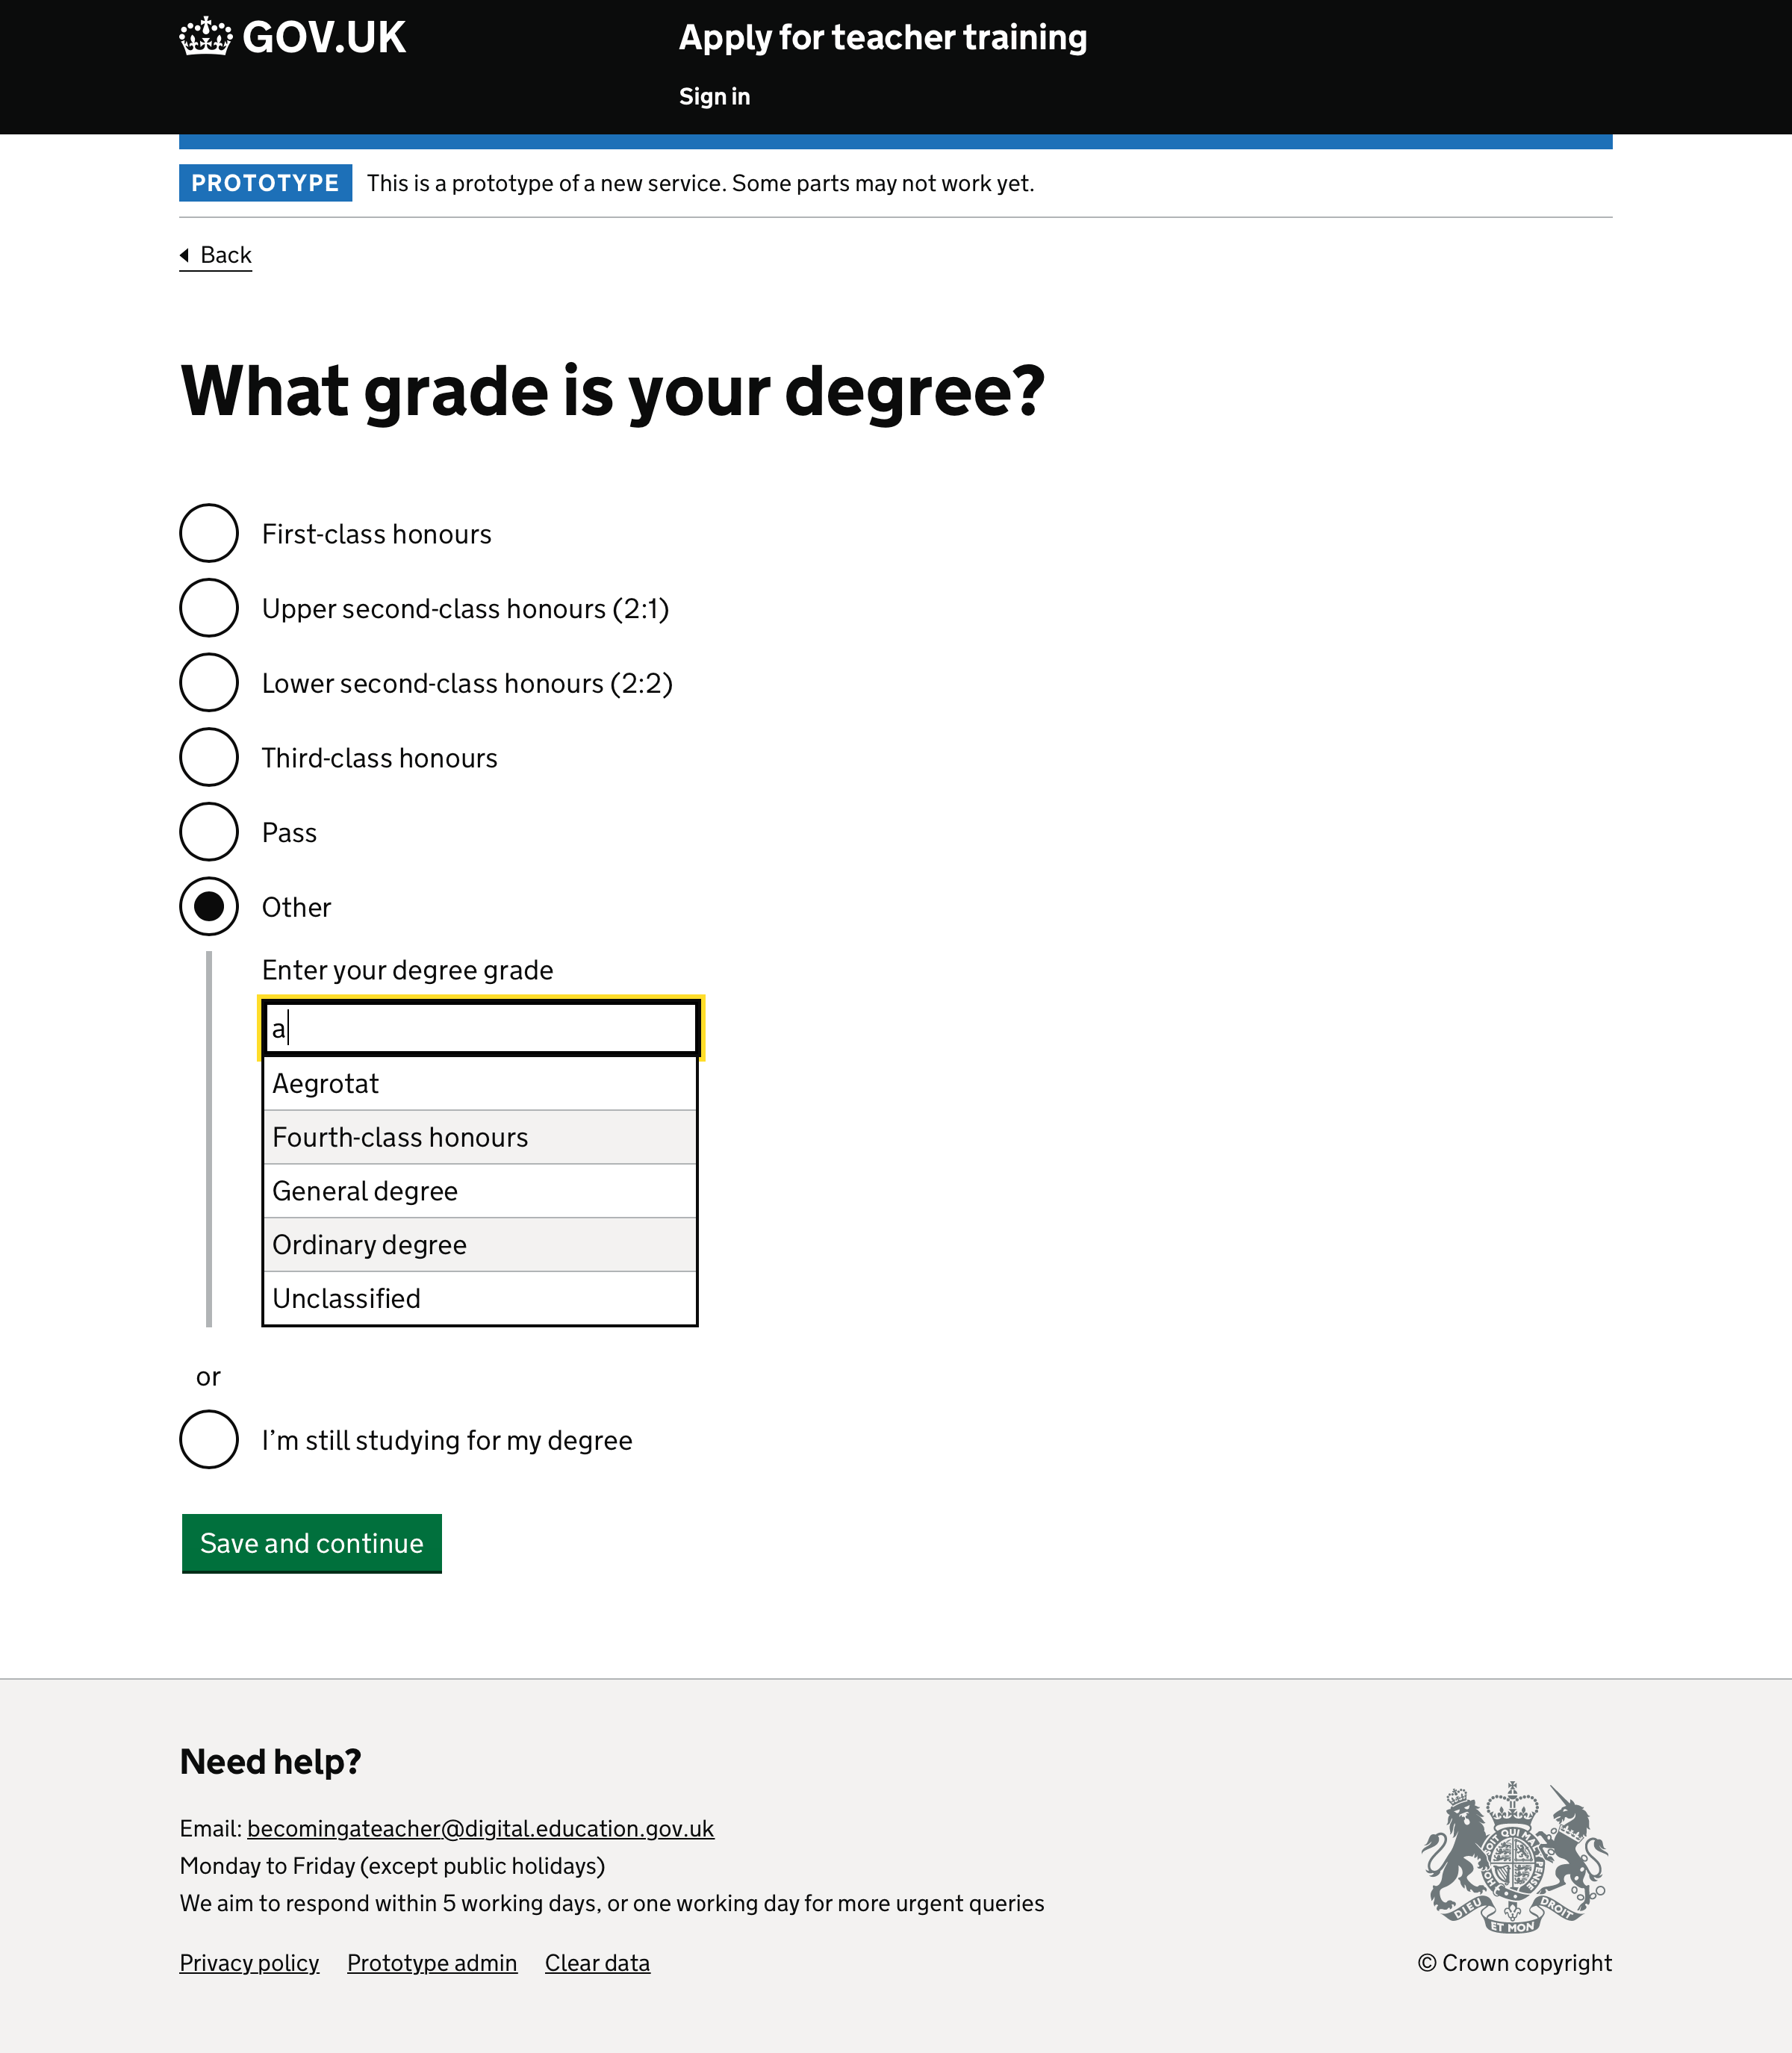 GOV.UK
Apply for teacher training
Sign in
PROTOTYPE This is a prototype of a new service. Some parts may not work yet.
Back
What grade is your degree?
First-class honours
Upper second-class honours (2:1)
Lower second-class honours (2:2)
Third-class honours
Pass
Other
Enter your degree grade
a
Aegrotat
Fourth-class honours
General degree
Ordinary degree
Unclassified
or
I’m still studying for my degree
Save and continue
Need help?
Email: becomingateacher@digital.education.gov.uk
Monday to Friday (except public holidays)
We aim to respond within 5 working days, or one working day for more urgent queries
Privacy policy Prototype admin Clear data
DIEU ET MON DROIT
© Crown copyright